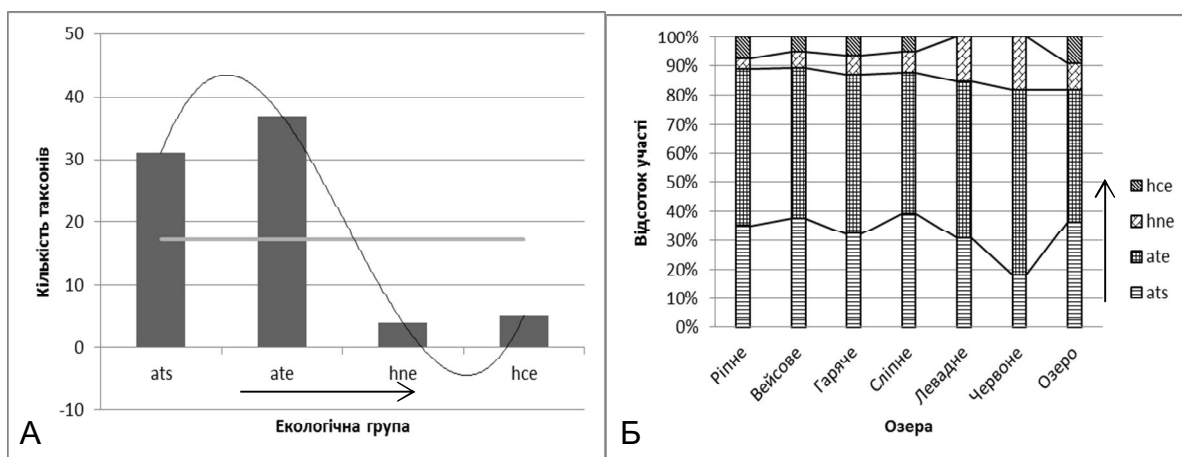 50
40
30
20
10
0
-10
Кількість таксонів
ats
ate
hne
hce
Екологічна група
А
100%
90%
80%
70%
60%
50%
40%
30%
20%
10%
0%
Відсоток участі
Ріпне
Вейсове
Гаряче
Сліпне
Левадне
Червоне
Озеро
Озера
hce
hne
ate
ats
Б